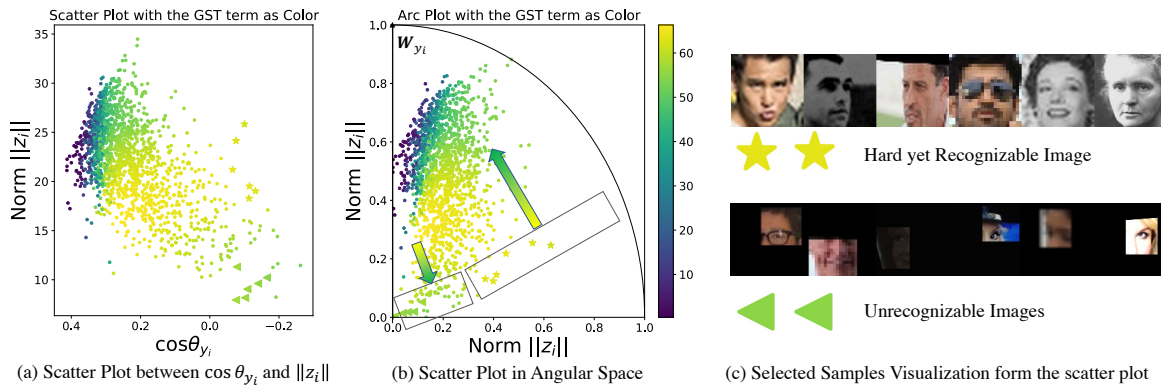 Scatter Plot with the GST term as Color
35
30
25
20
15
10
Norm ||z_i||
0.4 0.2 0.0 −0.2
cosθ_{y_i}
(a) Scatter Plot between cos θ_{y_i} and ‖z_i‖
Arc Plot with the GST term as Color
1.0
0.8
0.6
0.4
0.2
0.0
Norm ||z_i||
W_{y_i}
0.0 0.2 0.4 0.6 0.8 1.0
Norm ||z_i||
60
50
40
30
20
10
(b) Scatter Plot in Angular Space
Hard yet Recognizable Image
Unrecognizable Images
(c) Selected Samples Visualization form the scatter plot